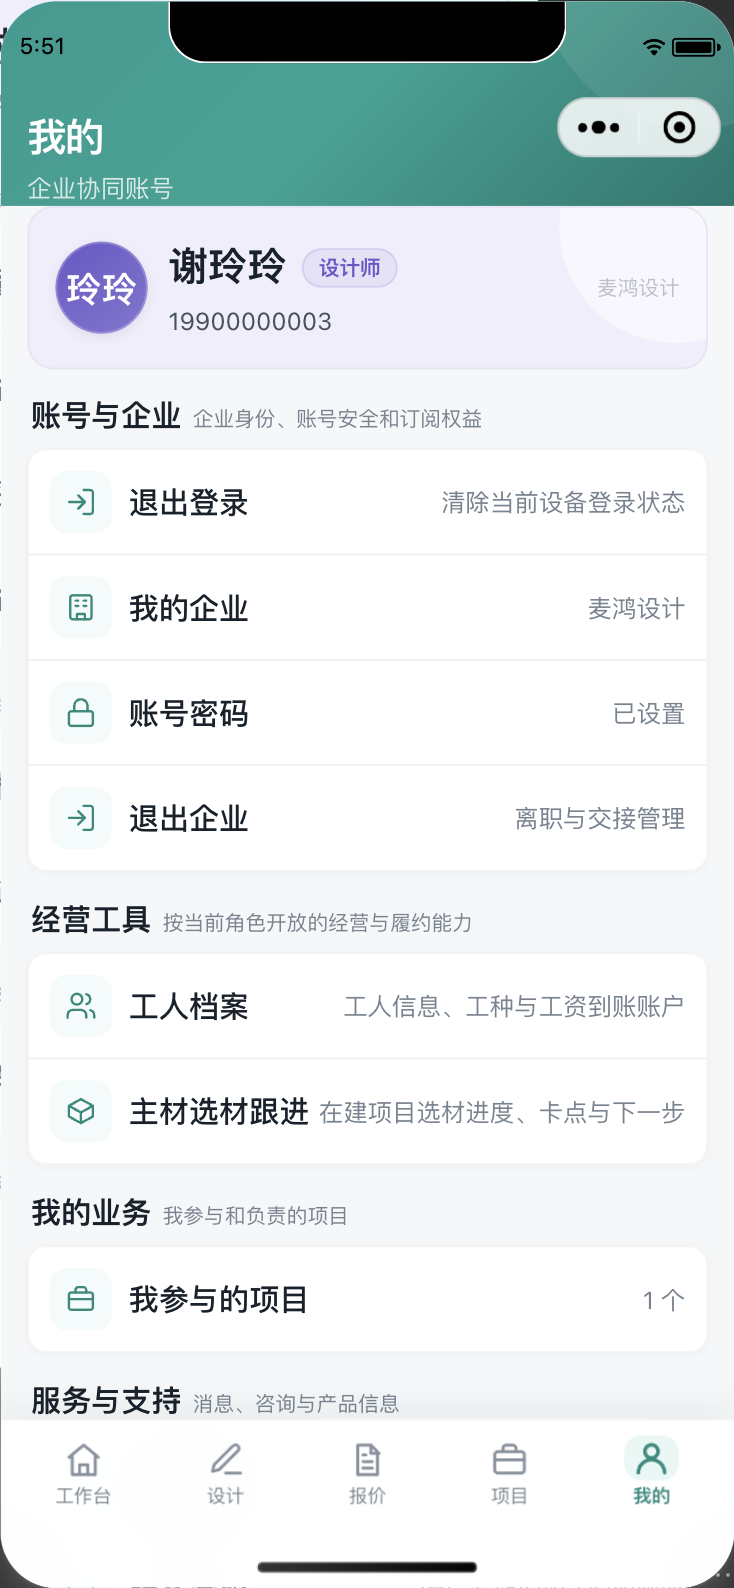 5:51
我的
企业协同账号
玲玲
谢玲玲 设计师
麦鸿设计
19900000003
账号与企业 企业身份、账号安全和订阅权益
退出登录 清除当前设备登录状态
我的企业 麦鸿设计
账号密码 已设置
退出企业 离职与交接管理
经营工具 按当前角色开放的经营与履约能力
工人档案 工人信息、工种与工资到账账户
主材选材跟进 在建项目选材进度、卡点与下一步
我的业务 我参与和负责的项目
我参与的项目 1 个
服务与支持 消息、咨询与产品信息
工作台 设计 报价 项目 我的